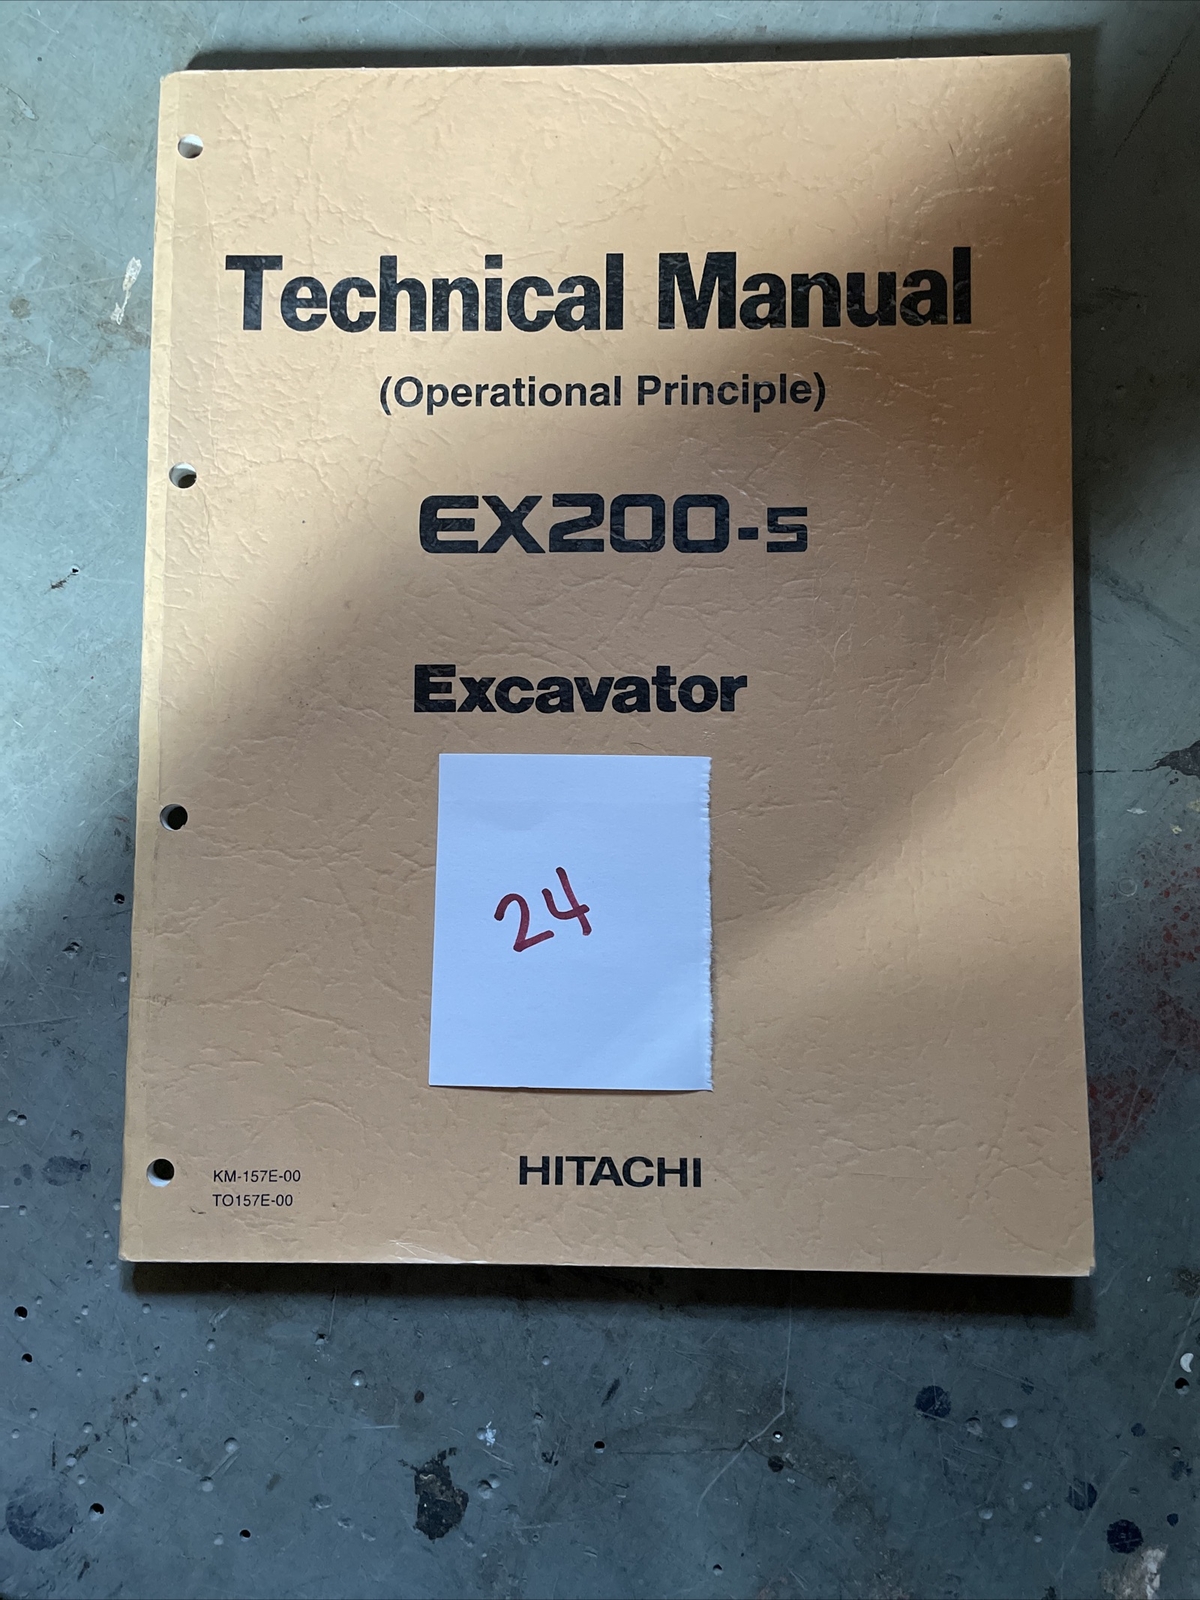 Technical Manual
(Operational Principle)
EX200-5
Excavator
24
HITACHI
KM-157E-00
TO157E-00